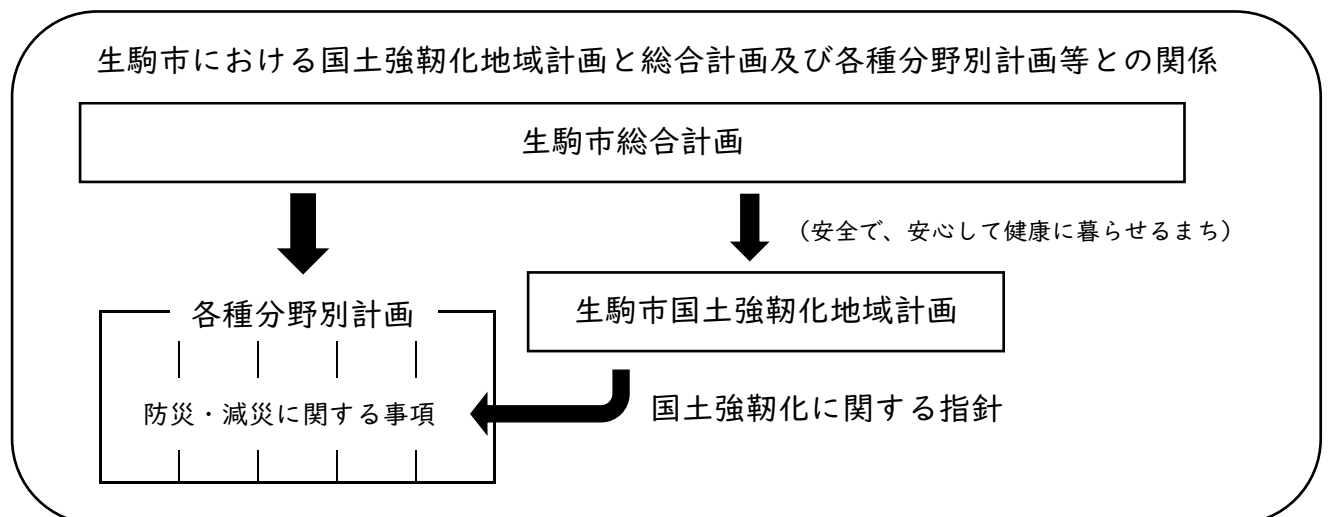 生駒市における国土強靭化地域計画と総合計画及び各種分野別計画等との関係
生駒市総合計画
（安全で、安心して健康に暮らせるまち）
各種分野別計画
生駒市国土強靭化地域計画
防災・減災に関する事項
国土強靭化に関する指針